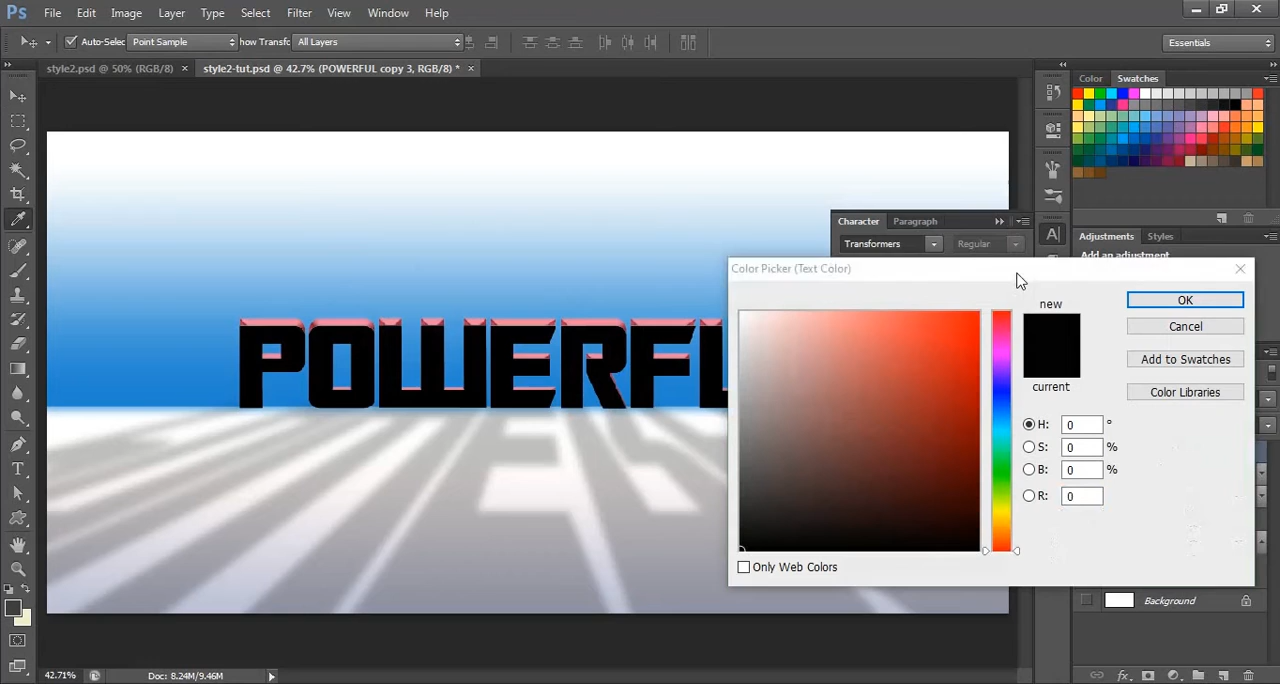 Ps File Edit Image Layer Type Select Filter View Window Help
Auto-Selec Point Sample how Transfo All Layers Essentials
style2.psd @ 50% (RGB/8) × style2-tut.psd @ 42.7% (POWERFUL copy 3, RGB/8) * ×
Color Swatches
Character Paragraph
Transformers Regular
A
Adjustments Styles
Add an adjustment
Color Picker (Text Color)
new
OK
Cancel
Add to Swatches
current
Color Libraries
H: 0 °
S: 0 %
B: 0 %
R: 0
Only Web Colors
POWERFU
T
Background
42.71% Doc: 8.24M/9.46M
fx